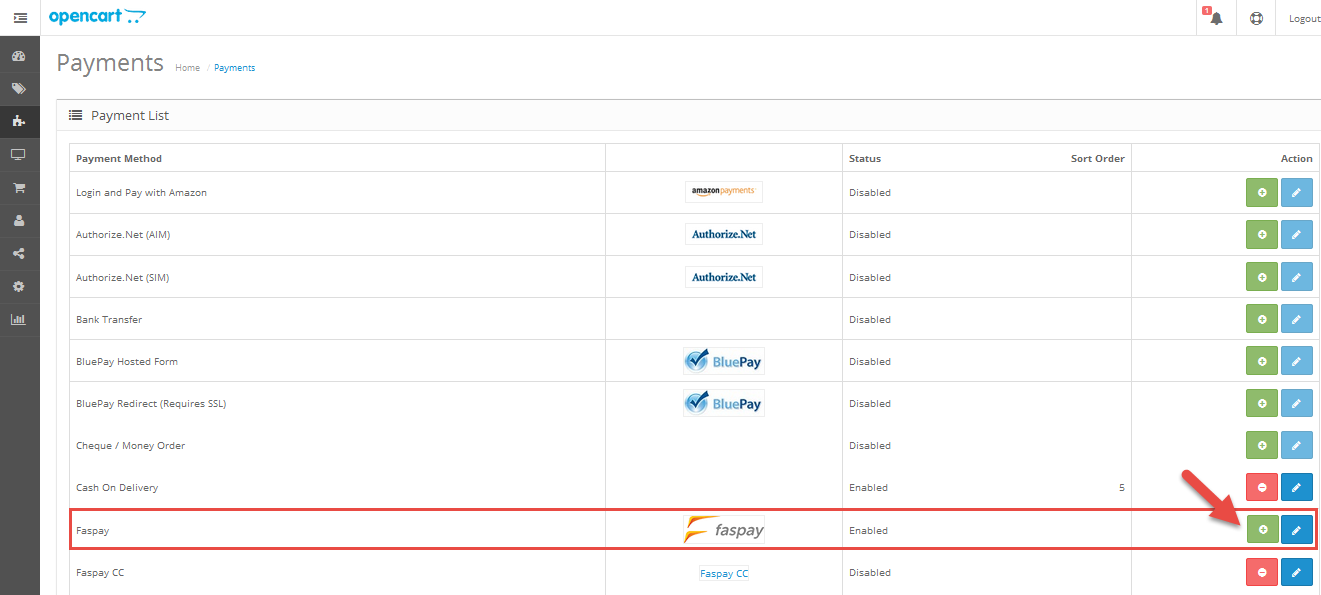 opencart
1
Logout
Payments Home / Payments
Payment List
Payment Method Status Sort Order Action
Login and Pay with Amazon amazonpayments Disabled
Authorize.Net (AIM) Authorize.Net Disabled
Authorize.Net (SIM) Authorize.Net Disabled
Bank Transfer Disabled
BluePay Hosted Form BluePay Disabled
BluePay Redirect (Requires SSL) BluePay Disabled
Cheque / Money Order Disabled
Cash On Delivery Enabled 5
Faspay faspay Enabled
Faspay CC Faspay CC Disabled